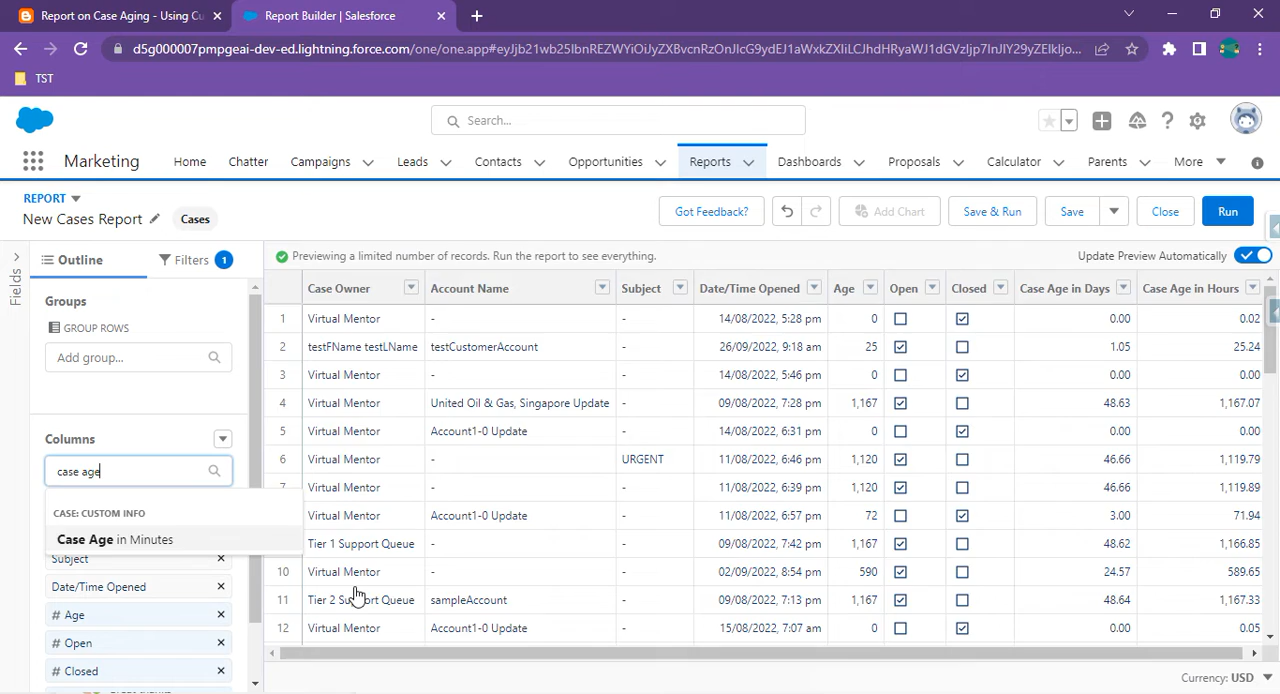 Report on Case Aging - Using Cu
Report Builder | Salesforce
d5g000007pmpgeai-dev-ed.lightning.force.com/one/one.app#eyJjb21wb25lbnREZWYiOiJyZXBvcnRzOnJlcG9ydEJ1aWxkZXIiLCJhdHRyaWJ1dGVzIjp7InJlY29yZElkIjo...
TST
Search...
Marketing
Home Chatter Campaigns Leads Contacts Opportunities Reports Dashboards Proposals Calculator Parents More
REPORT
New Cases Report Cases
Got Feedback? Add Chart Save & Run Save Close Run
Fields
Outline Filters 1
Previewing a limited number of records. Run the report to see everything. Update Preview Automatically
Groups
GROUP ROWS
Add group...
Columns
case age
CASE: CUSTOM INFO
Case Age in Minutes
Subject
Date/Time Opened
# Age
# Open
# Closed
Case Owner Account Name Subject Date/Time Opened Age Open Closed Case Age in Days Case Age in Hours
1 Virtual Mentor - - 14/08/2022, 5:28 pm 0 0.00 0.02
2 testFName testLName testCustomerAccount - 26/09/2022, 9:18 am 25 1.05 25.24
3 Virtual Mentor - - 14/08/2022, 5:46 pm 0 0.00 0.00
4 Virtual Mentor United Oil & Gas, Singapore Update - 09/08/2022, 7:28 pm 1,167 48.63 1,167.07
5 Virtual Mentor Account1-0 Update - 14/08/2022, 6:31 pm 0 0.00 0.00
6 Virtual Mentor - URGENT 11/08/2022, 6:46 pm 1,120 46.66 1,119.79
7 Virtual Mentor - - 11/08/2022, 6:39 pm 1,120 46.66 1,119.89
Virtual Mentor Account1-0 Update - 11/08/2022, 6:57 pm 72 3.00 71.94
Tier 1 Support Queue - - 09/08/2022, 7:42 pm 1,167 48.62 1,166.85
10 Virtual Mentor - - 02/09/2022, 8:54 pm 590 24.57 589.65
11 Tier 2 Support Queue sampleAccount - 09/08/2022, 7:13 pm 1,167 48.64 1,167.33
12 Virtual Mentor Account1-0 Update - 15/08/2022, 7:07 am 0 0.00 0.05
Currency: USD